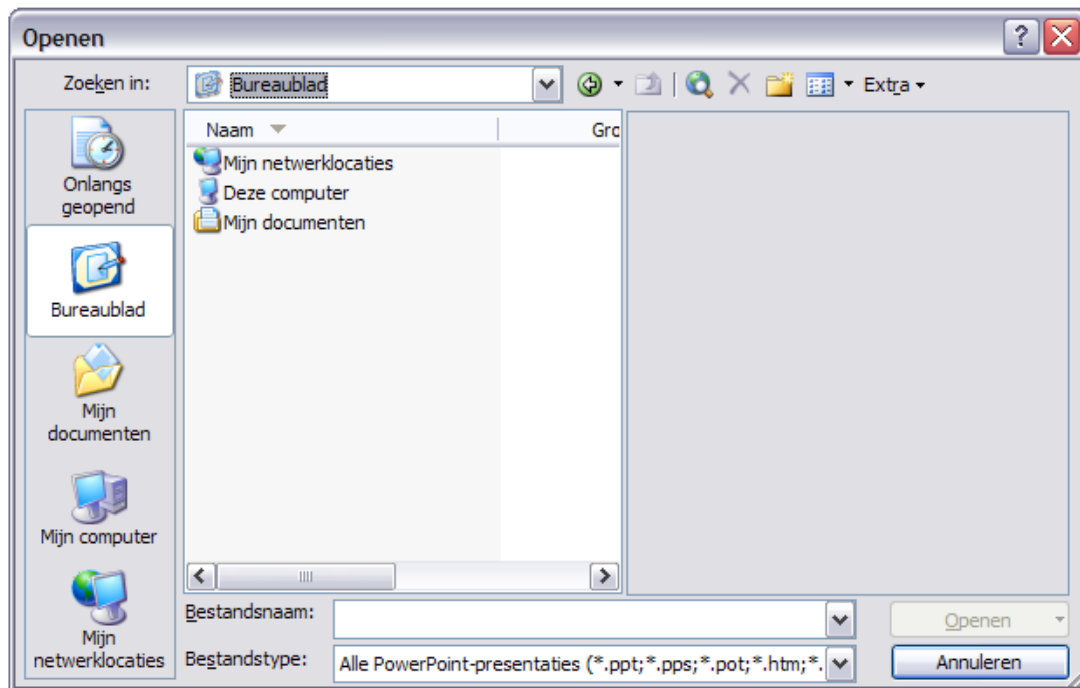 Openen
Zoeken in:
Bureaublad
Extra
Onlangs
geopend
Bureaublad
Mijn
documenten
Mijn computer
Mijn
netwerklocaties
Naam
Gro
Mijn netwerklocaties
Deze computer
Mijn documenten
Bestandsnaam:
Openen
Bestandstype:
Alle PowerPoint-presentaties (*.ppt;*.pps;*.pot;*.htm;*.
Annuleren